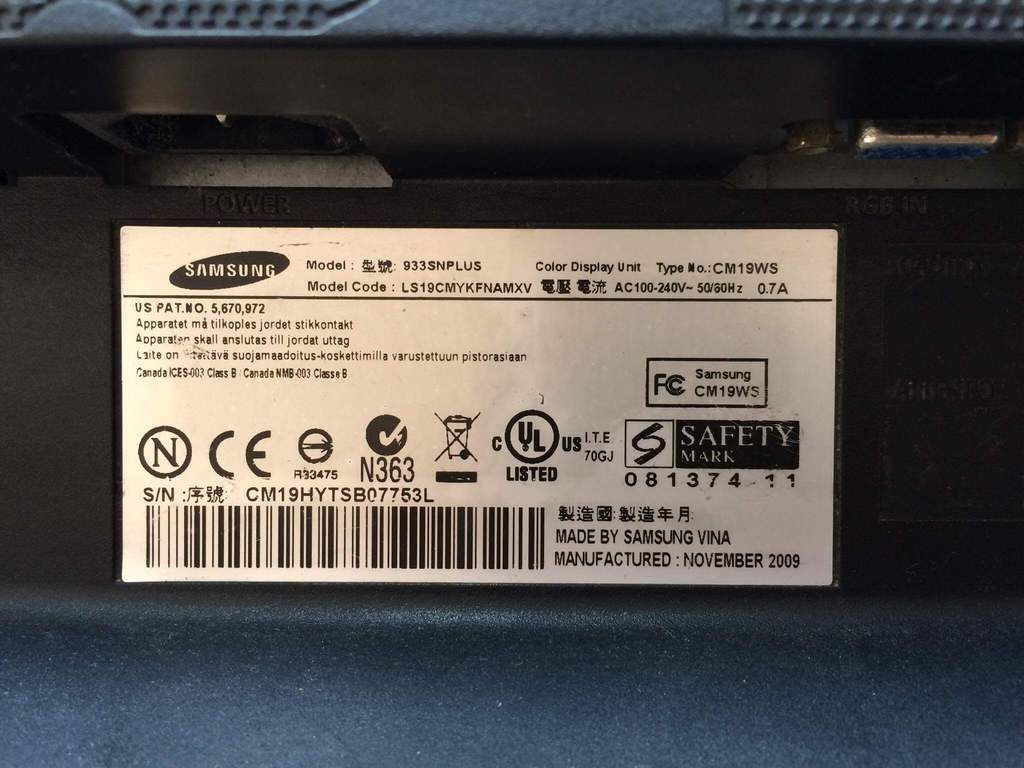 POWER
RGB IN
SAMSUNG
Model : 型號: 933SNPLUS Color Display Unit Type No.:CM19WS
Model Code : LS19CMYKFNAMXV 電壓 電流 AC100-240V~ 50/60Hz 0.7A
US PAT.NO. 5,670,972
Apparatet må tilkoples jordet stikkontakt
Apparaten skall anslutas till jordat uttag
Laite on suojamaadoitus-koskettimilla varustettuun pistorasiaan
Canada ICES-003 Class B / Canada NMB-003 Classe B
FC Samsung
CM19WS
N CE R33475 N363 C UL US LISTED I.T.E.
70GJ
S SAFETY
MARK
081374-11
S/N :序號: CM19HYTSB07753L
製造國:製造年月:
MADE BY SAMSUNG VINA
MANUFACTURED : NOVEMBER 2009